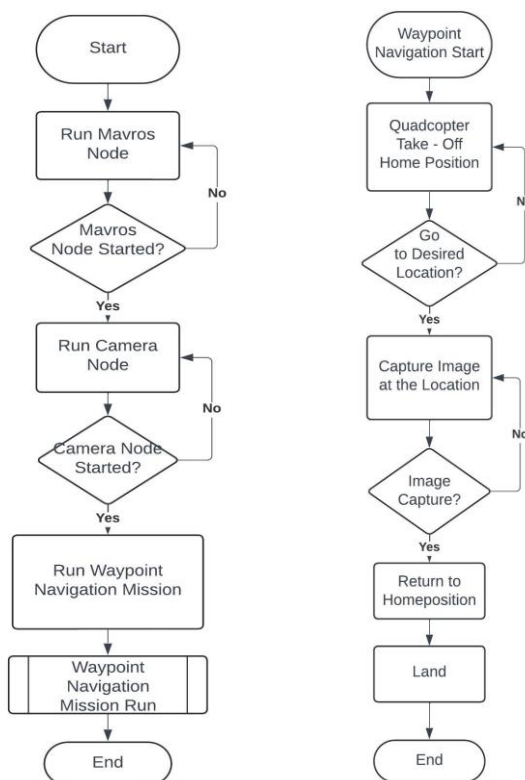 Start
Run Mavros
Node
No
Mavros
Node Started?
Yes
Run Camera
Node
No
Camera Node
Started?
Yes
Run Waypoint
Navigation Mission
Waypoint
Navigation
Mission Run
End
Waypoint
Navigation Start
Quadcopter
Take - Off
Home Position
Go
to Desired
Location?
Yes
Capture Image
at the Location
Image
Capture?
Yes
Return to
Homeposition
Land
End